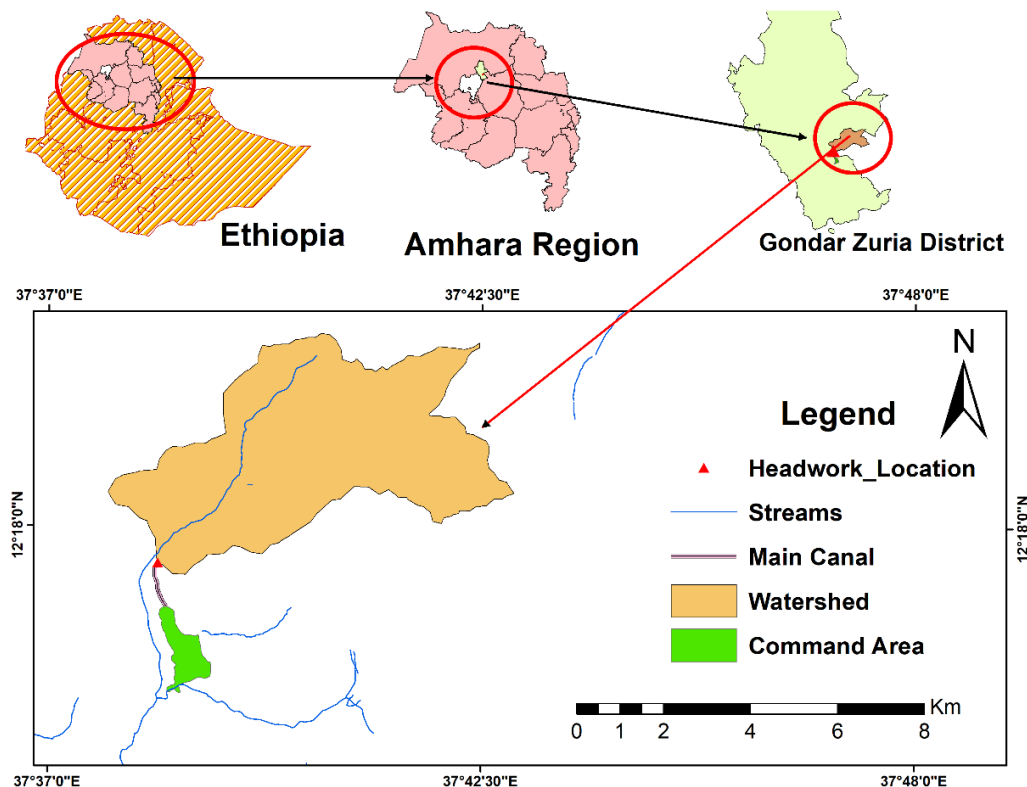 Ethiopia
Amhara Region
Gondar Zuria District
37°37'0"E
37°42'30"E
37°48'0"E
N
Legend
Headwork_Location
Streams
Main Canal
Watershed
Command Area
12°18'0"N
12°18'0"N
Km
0 1 2 4 6 8
37°37'0"E
37°42'30"E
37°48'0"E